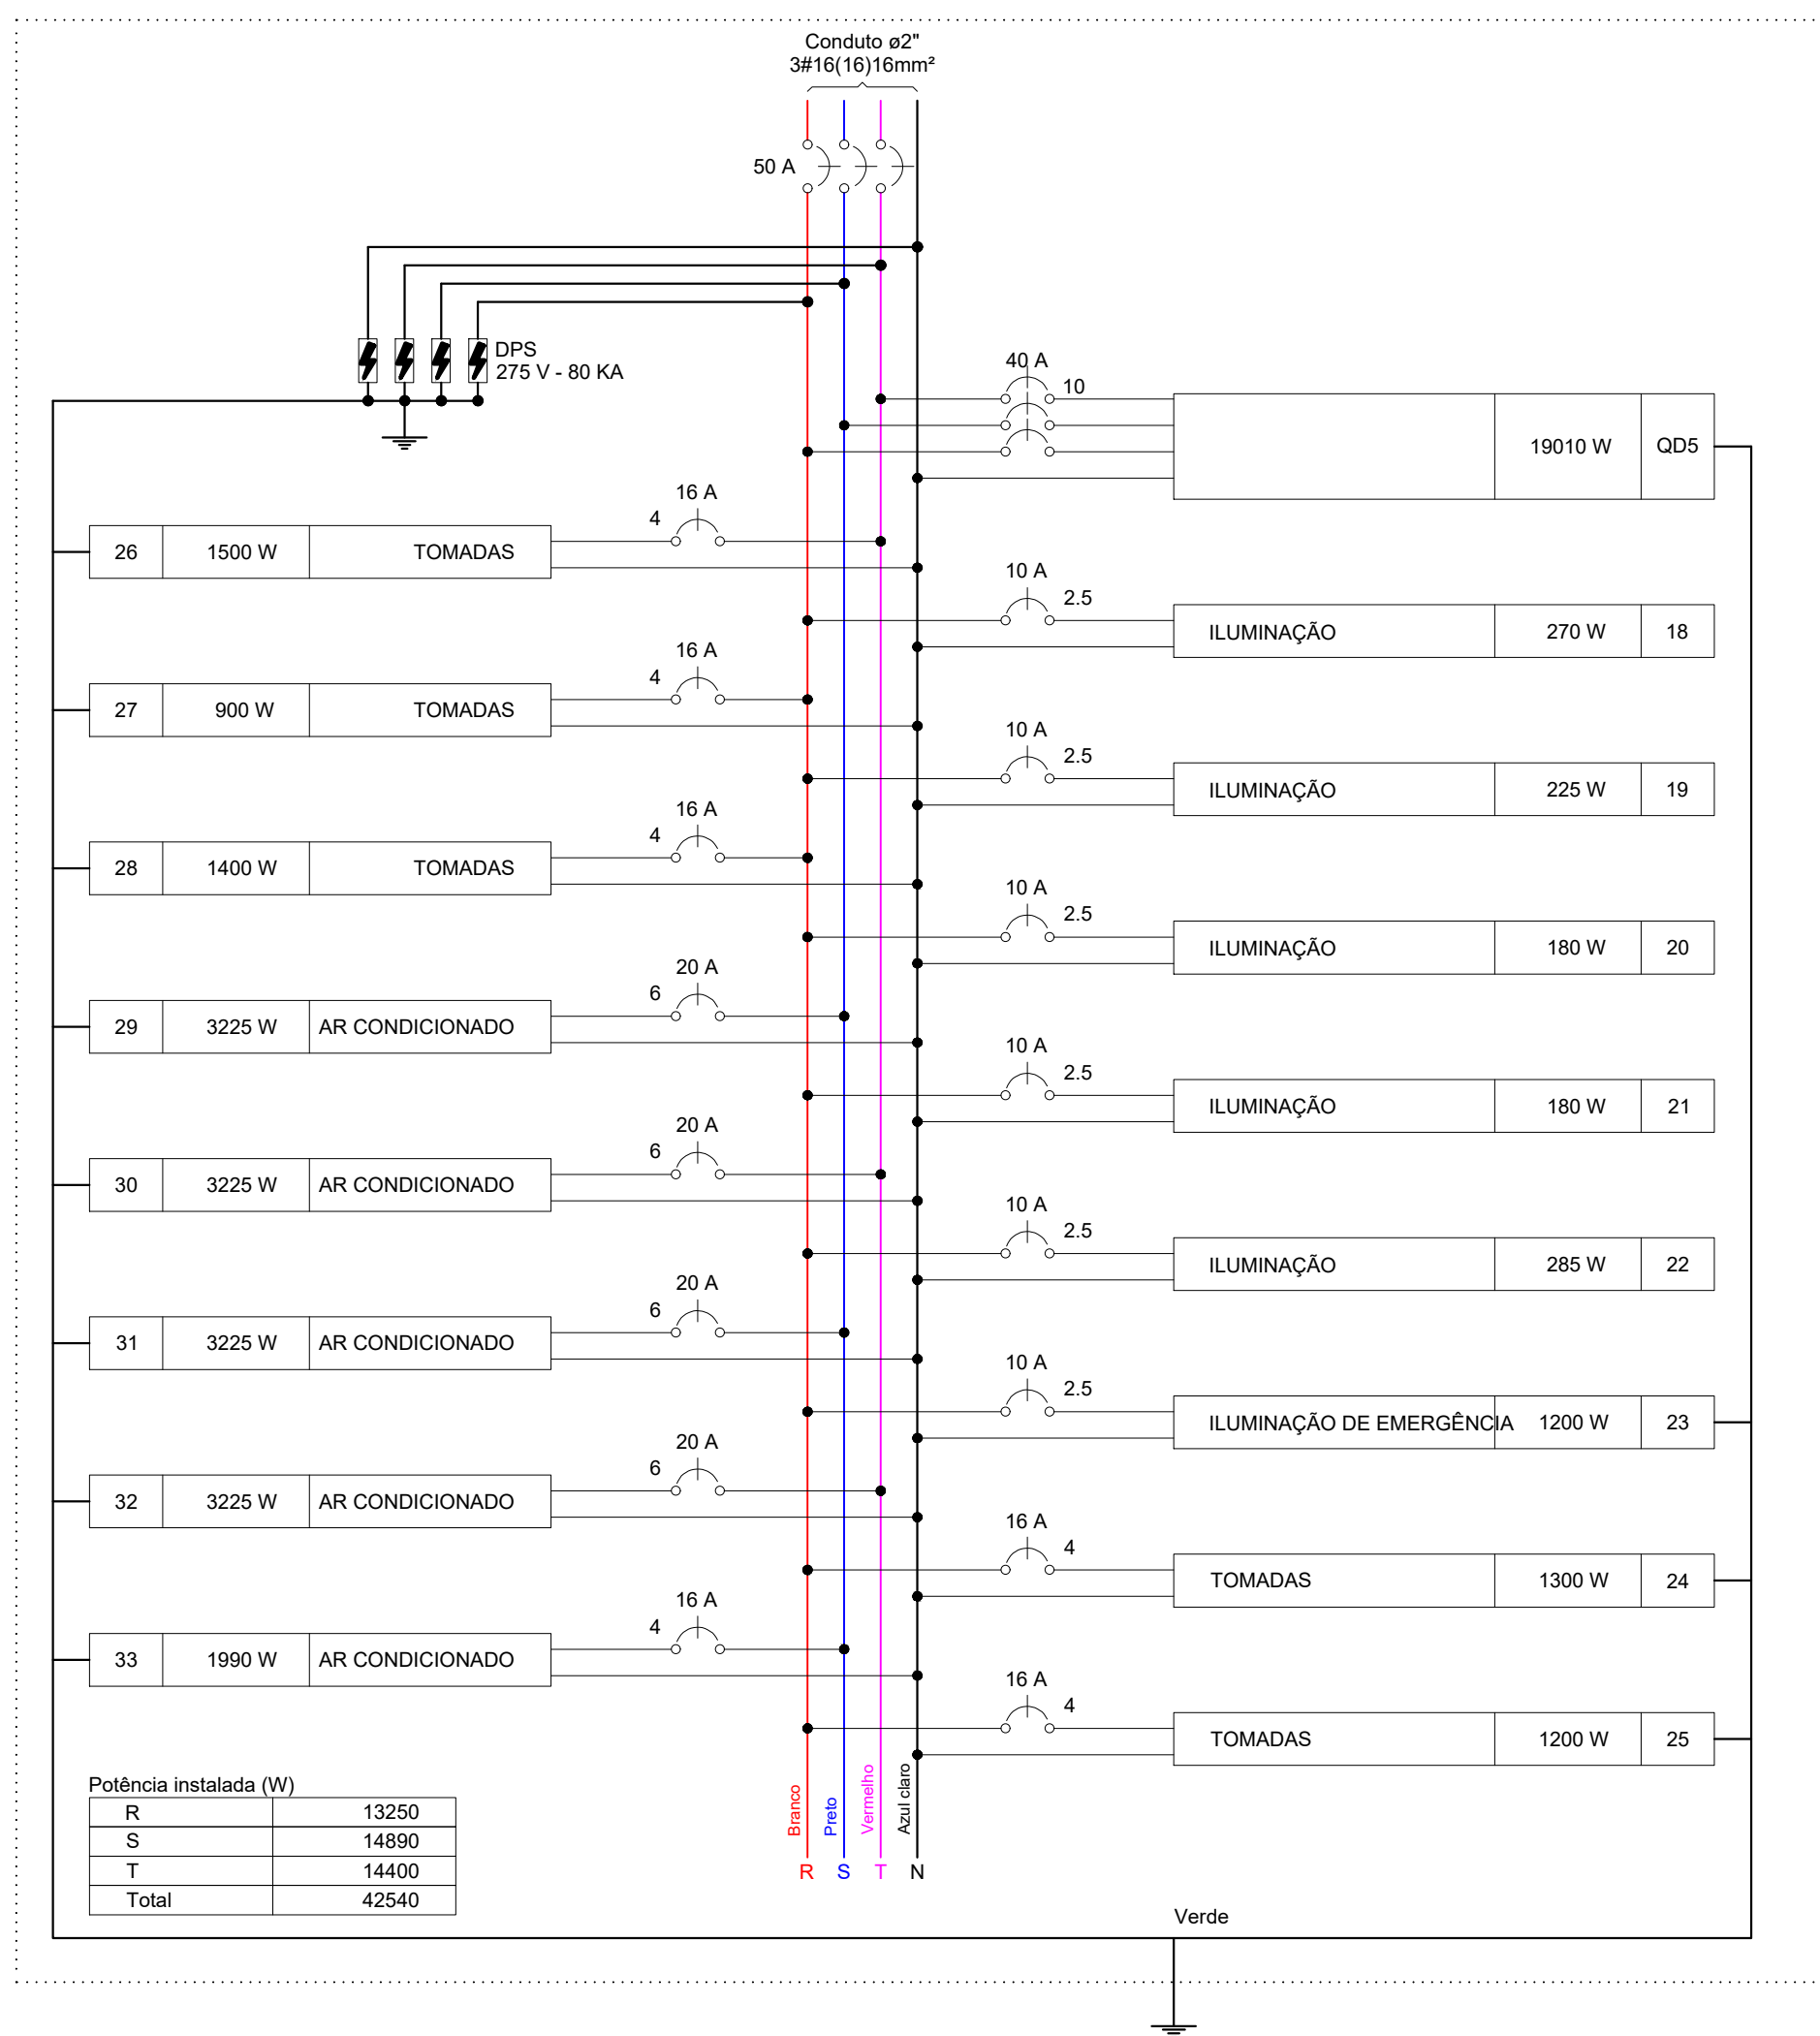 Conduto ø2"
3#16(16)16mm²
50 A
DPS
275 V - 80 KA
40 A
10
19010 W QD5
16 A
4
26 1500 W TOMADAS
10 A
2.5
ILUMINAÇÃO 270 W 18
16 A
4
27 900 W TOMADAS
10 A
2.5
ILUMINAÇÃO 225 W 19
16 A
4
28 1400 W TOMADAS
10 A
2.5
ILUMINAÇÃO 180 W 20
20 A
6
29 3225 W AR CONDICIONADO
10 A
2.5
ILUMINAÇÃO 180 W 21
20 A
6
30 3225 W AR CONDICIONADO
10 A
2.5
ILUMINAÇÃO 285 W 22
20 A
6
31 3225 W AR CONDICIONADO
10 A
2.5
ILUMINAÇÃO DE EMERGÊNCIA 1200 W 23
20 A
6
32 3225 W AR CONDICIONADO
16 A
4
TOMADAS 1300 W 24
16 A
4
33 1990 W AR CONDICIONADO
16 A
4
TOMADAS 1200 W 25
Potência instalada (W)
R 13250
S 14890
T 14400
Total 42540
Branco
Preto
Vermelho
Azul claro
R S T N
Verde